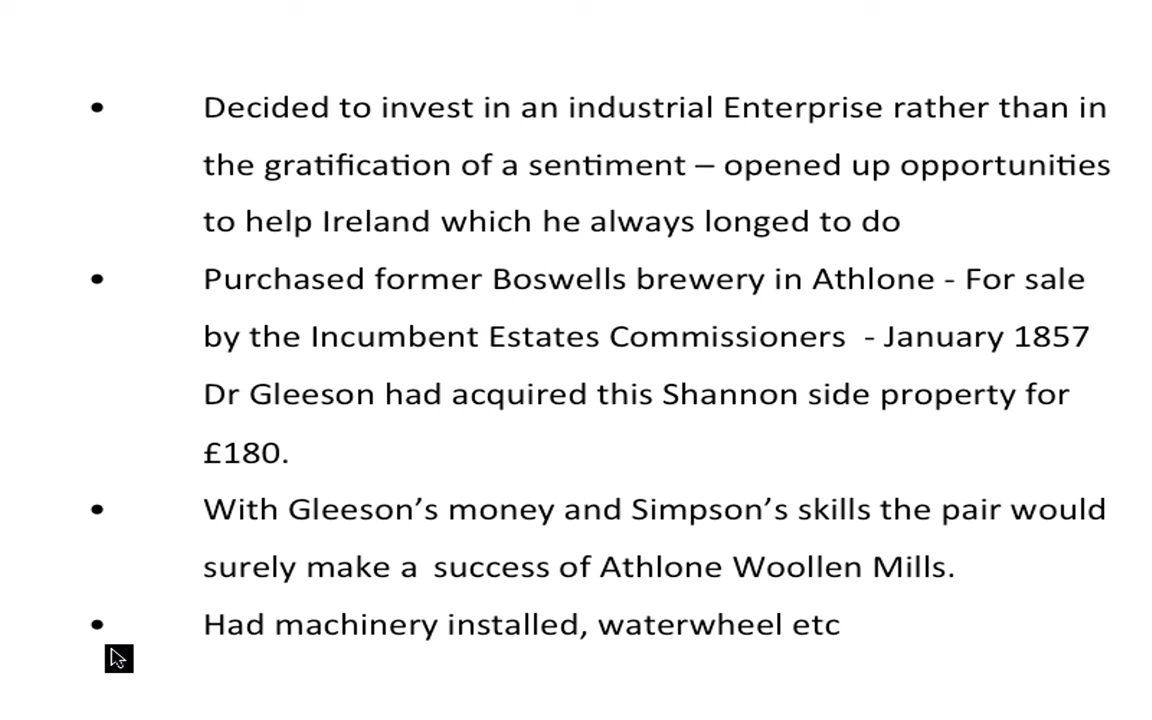 • Decided to invest in an industrial Enterprise rather than in
the gratification of a sentiment – opened up opportunities
to help Ireland which he always longed to do
• Purchased former Boswells brewery in Athlone - For sale
by the Incumbent Estates Commissioners  - January 1857
Dr Gleeson had acquired this Shannon side property for
£180.
• With Gleeson’s money and Simpson’s skills the pair would
surely make a success of Athlone Woollen Mills.
• Had machinery installed, waterwheel etc